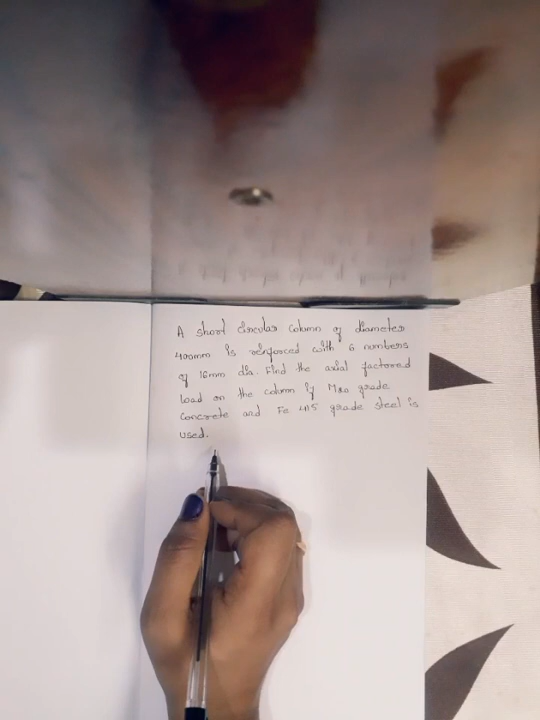 A short circular column of diameter
400mm is reinforced with 6 numbers
of 16mm dia. Find the axial factored
load on the column if M20 grade
concrete and Fe 415 grade steel is
used.